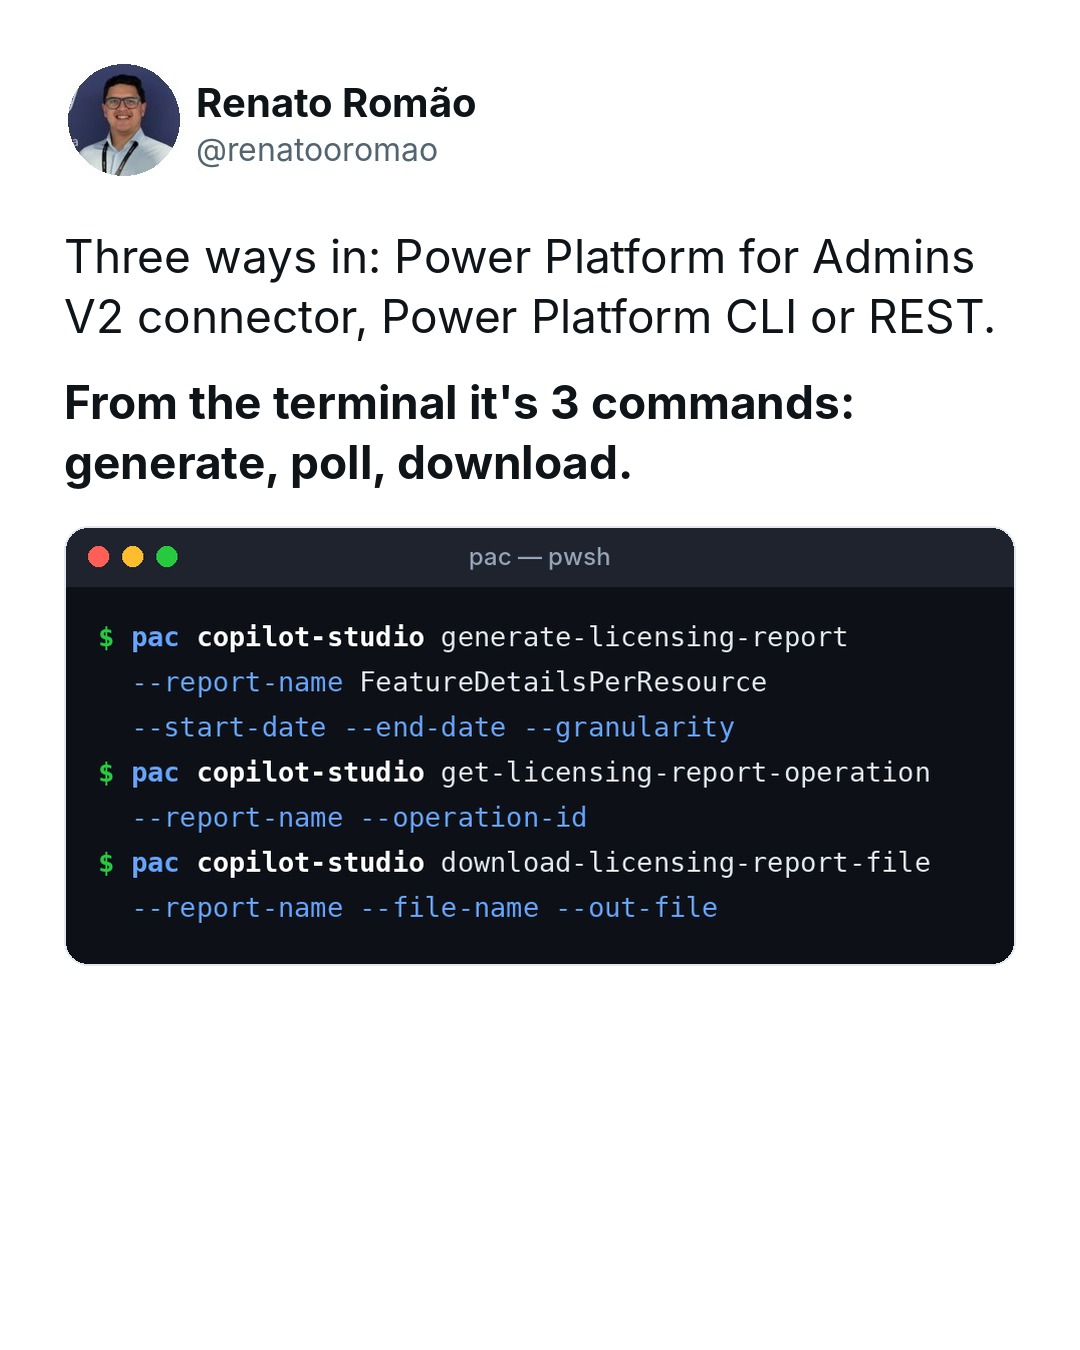 Renato Romão
@renatooromao
Three ways in: Power Platform for Admins
V2 connector, Power Platform CLI or REST.
From the terminal it's 3 commands:
generate, poll, download.
pac — pwsh
$ pac copilot-studio generate-licensing-report
--report-name FeatureDetailsPerResource
--start-date --end-date --granularity
$ pac copilot-studio get-licensing-report-operation
--report-name --operation-id
$ pac copilot-studio download-licensing-report-file
--report-name --file-name --out-file